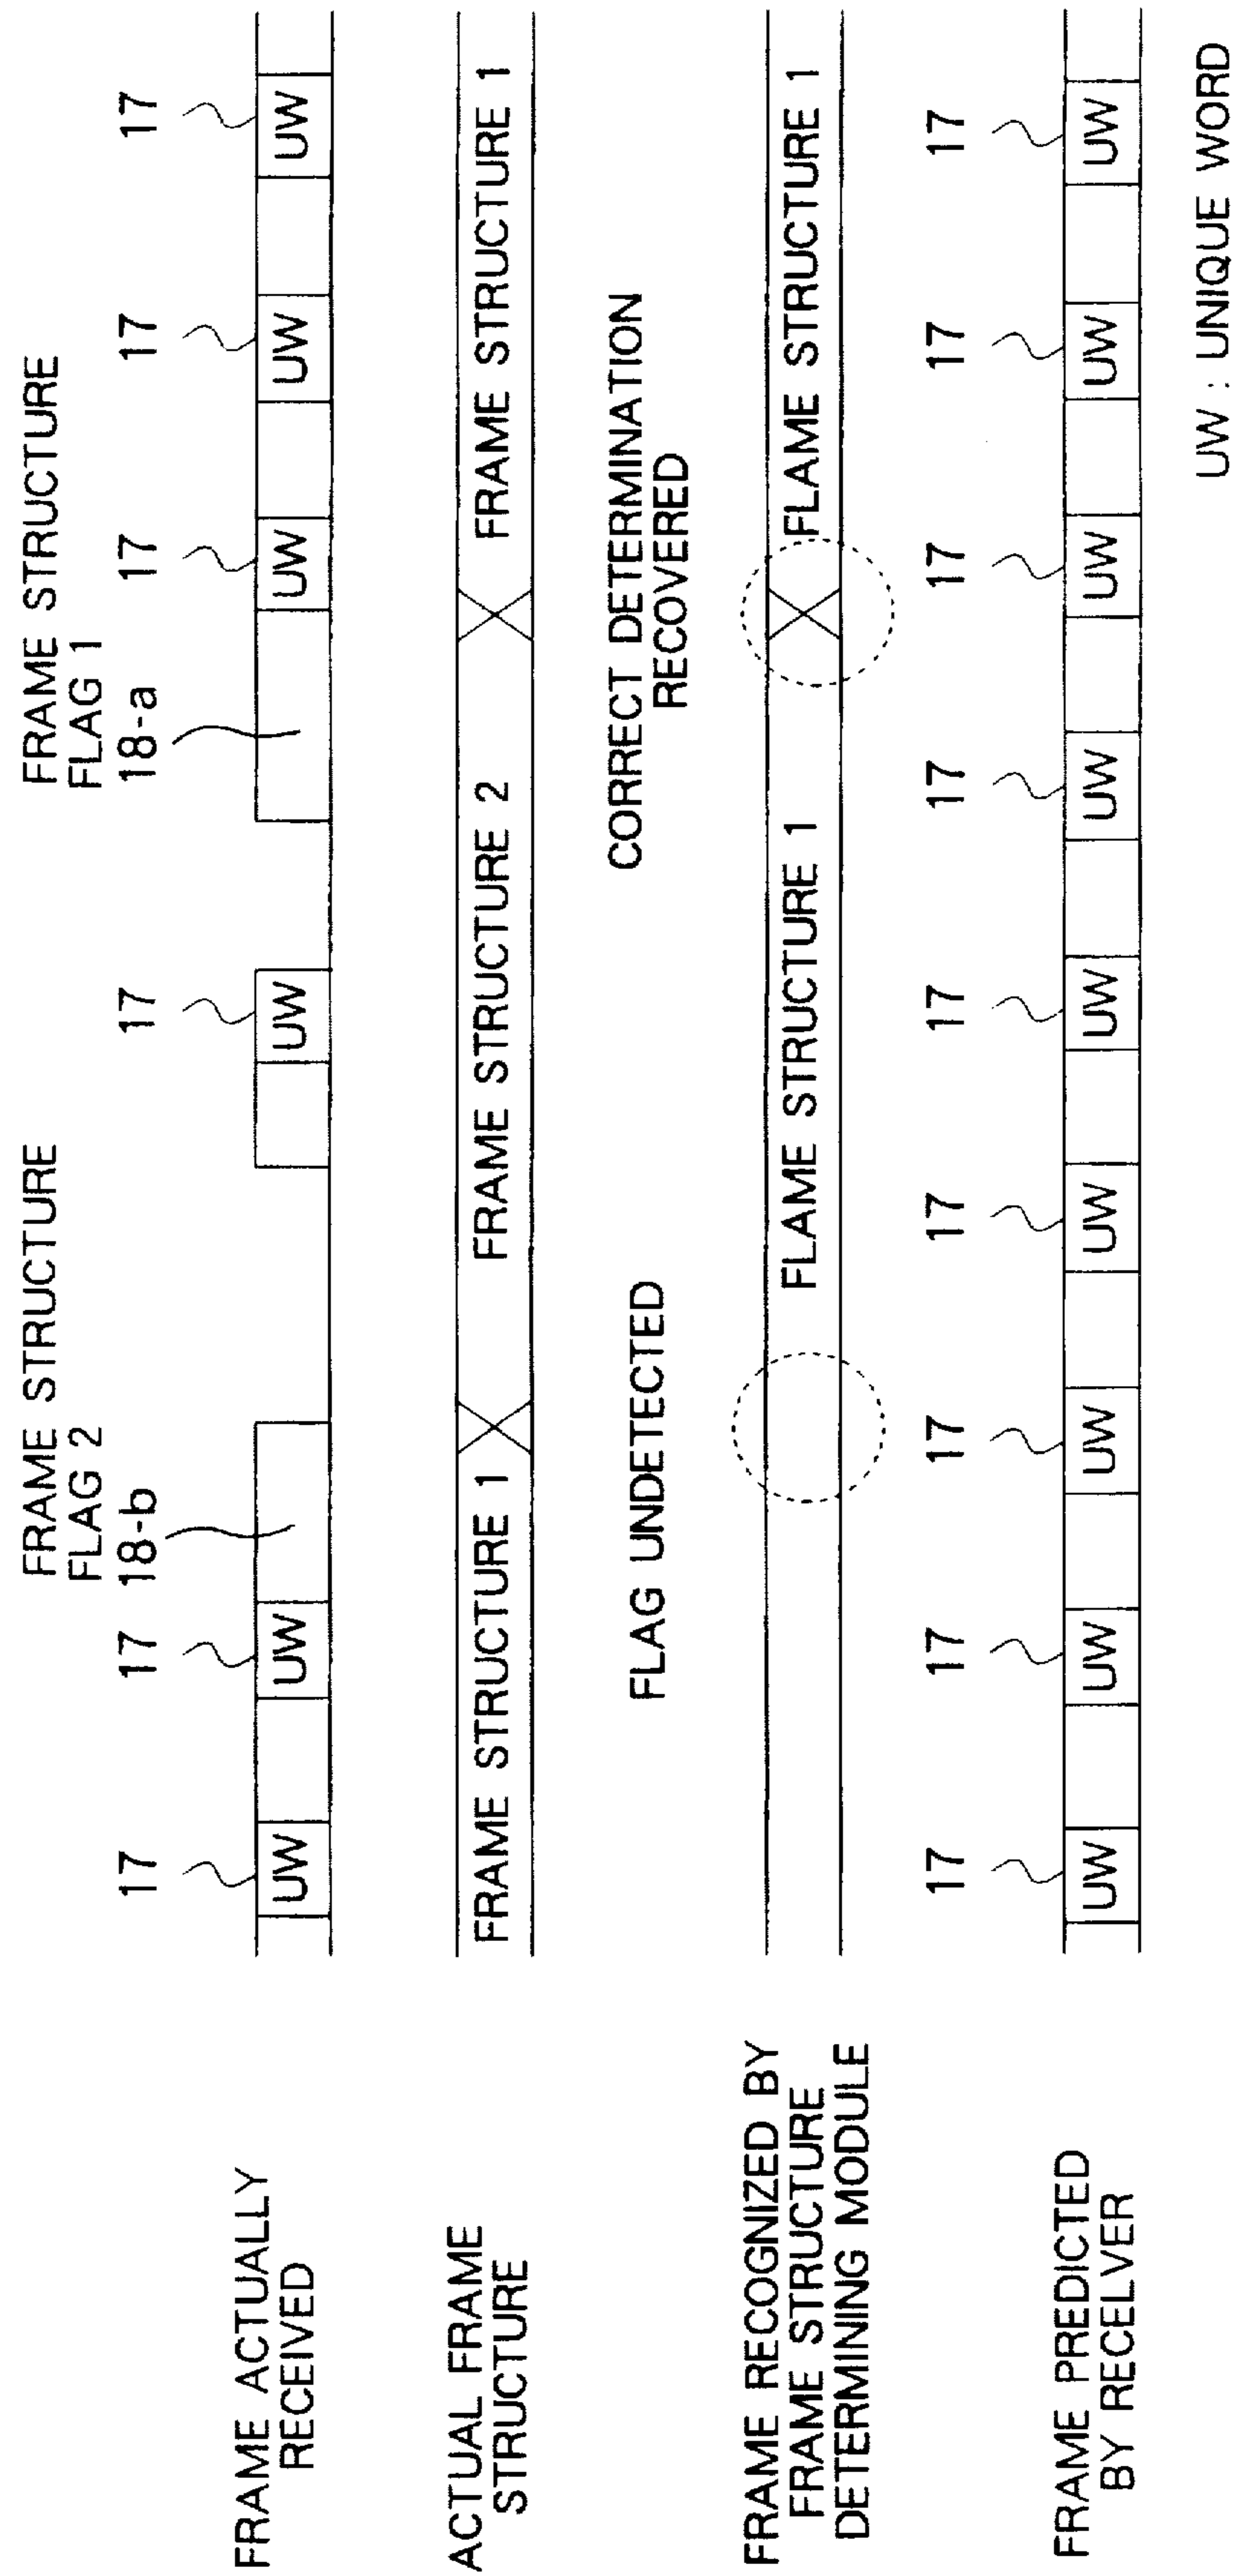 FRAME STRUCTURE
FLAG 2
FRAME STRUCTURE
FLAG 1
17 17 18-b 17 18-a 17 17 17
FRAME ACTUALLY
RECEIVED
UW UW UW UW UW UW
ACTUAL FRAME
STRUCTURE
FRAME STRUCTURE 1 FRAME STRUCTURE 2 FRAME STRUCTURE 1
FLAG UNDETECTED
CORRECT DETERMINATION
RECOVERED
FRAME RECOGNIZED BY
FRAME STRUCTURE
DETERMINING MODULE
FLAME STRUCTURE 1 FLAME STRUCTURE 1
17 17 17 17 17 17 17 17 17
FRAME PREDICTED
BY RECELVER
UW UW UW UW UW UW UW UW UW
UW : UNIQUE WORD